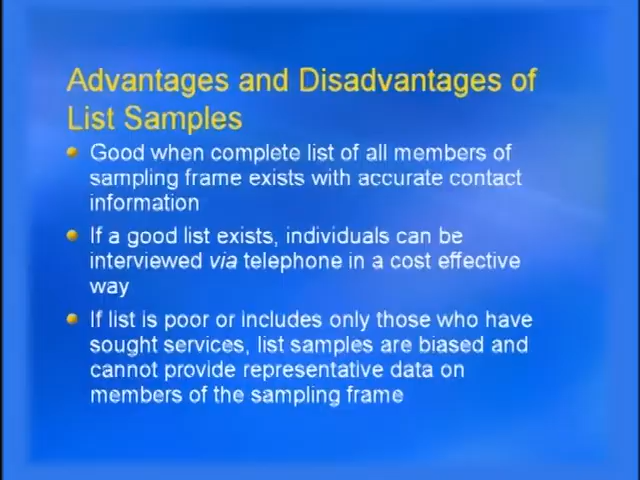 Advantages and Disadvantages of
List Samples
Good when complete list of all members of
sampling frame exists with accurate contact
information
If a good list exists, individuals can be
interviewed via telephone in a cost effective
way
If list is poor or includes only those who have
sought services, list samples are biased and
cannot provide representative data on
members of the sampling frame